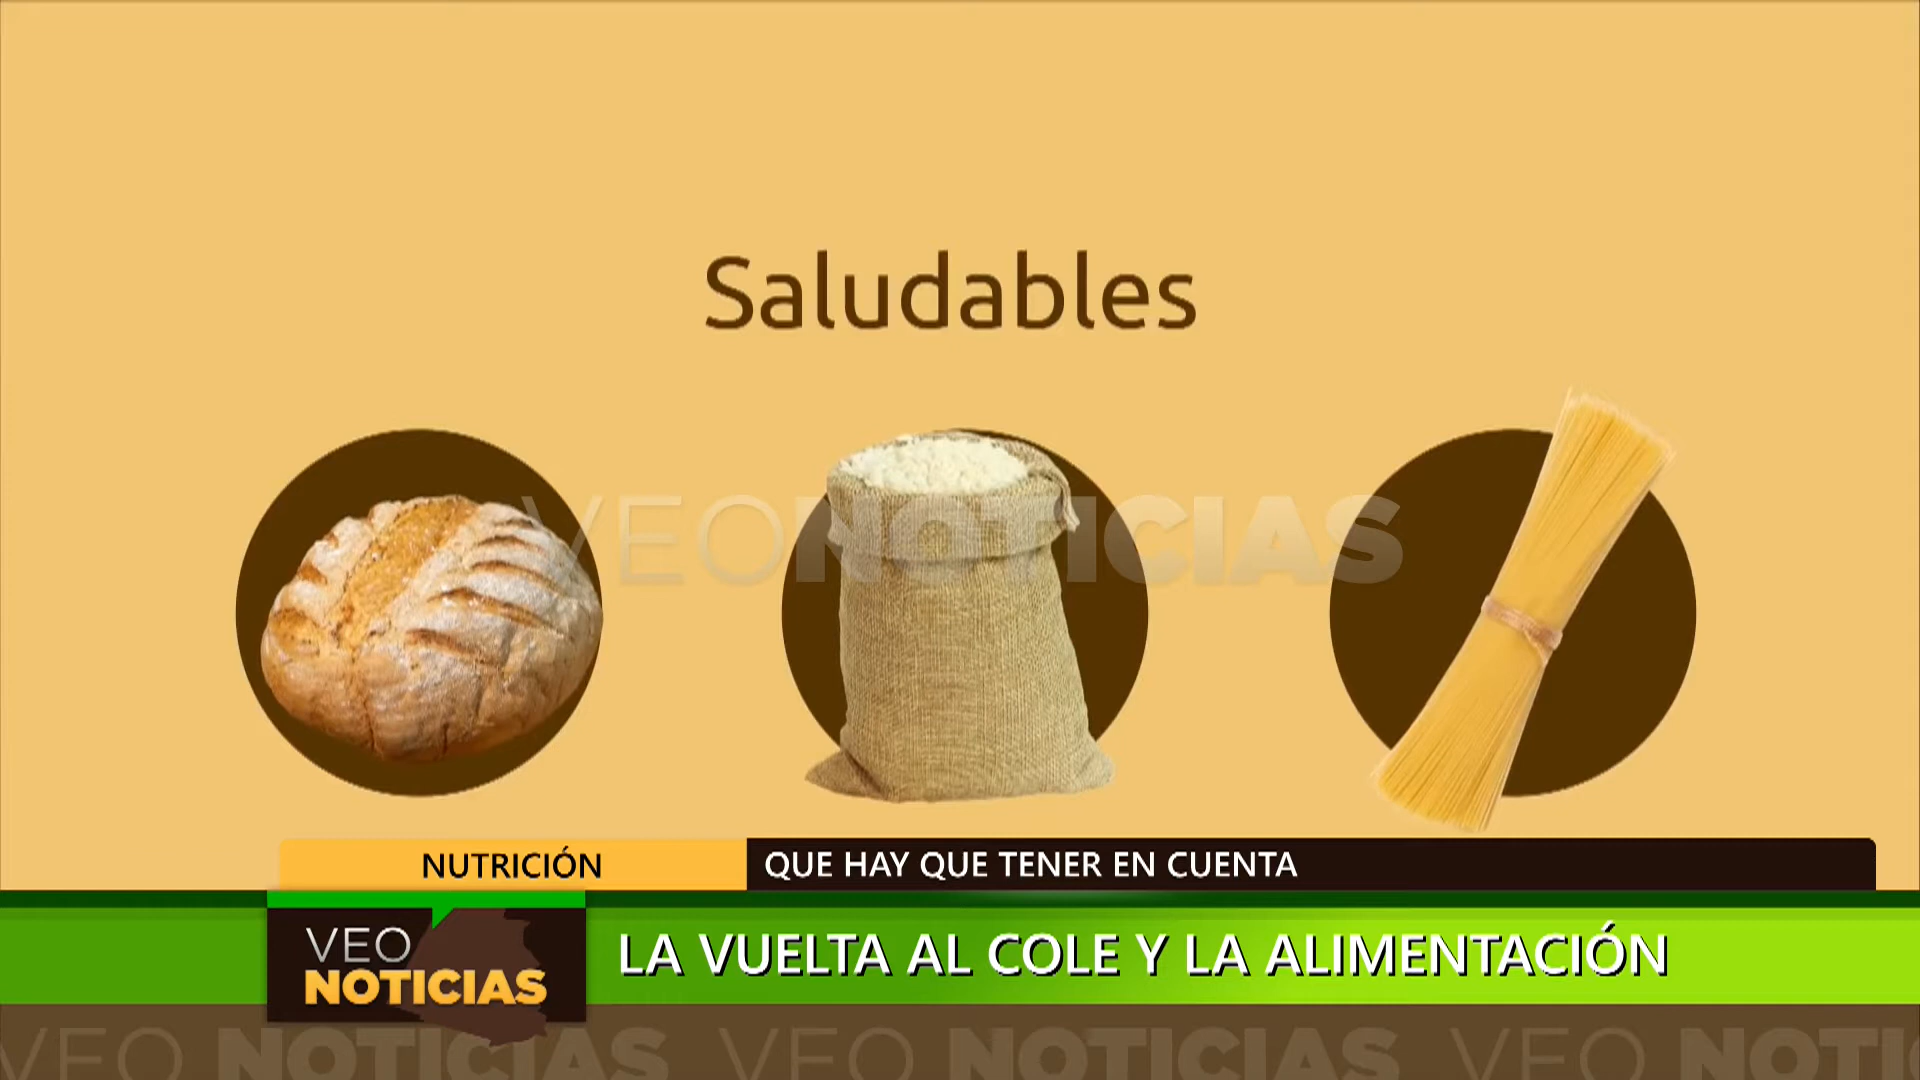 Saludables
VEONOTICIAS
NUTRICIÓN
QUE HAY QUE TENER EN CUENTA
VEO
NOTICIAS
LA VUELTA AL COLE Y LA ALIMENTACIÓN
VEO NOTICIAS VEO NOTICIAS VEO NOTIC